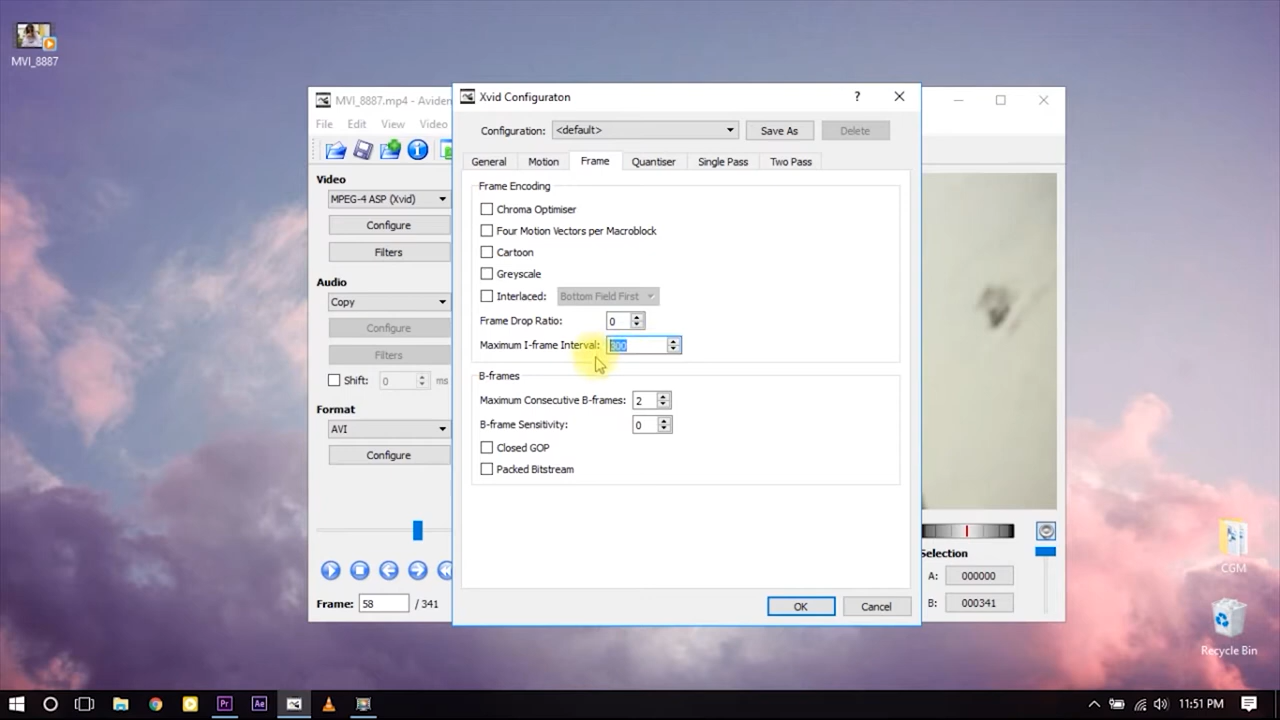 MVI_8887
MVI_8887.mp4 - Avidem
File Edit View Video
Video
MPEG-4 ASP (Xvid)
Configure
Filters
Audio
Copy
Configure
Filters
Shift: 0 ms
Format
AVI
Configure
Frame: 58 / 341
Xvid Configuraton
?
Configuration: <default> Save As Delete
General Motion Frame Quantiser Single Pass Two Pass
Frame Encoding
Chroma Optimiser
Four Motion Vectors per Macroblock
Cartoon
Greyscale
Interlaced: Bottom Field First
Frame Drop Ratio: 0
Maximum I-frame Interval: 300
B-frames
Maximum Consecutive B-frames: 2
B-frame Sensitivity: 0
Closed GOP
Packed Bitstream
OK Cancel
Selection
A: 000000
B: 000341
CGM
Recycle Bin
Pr Ae
11:51 PM